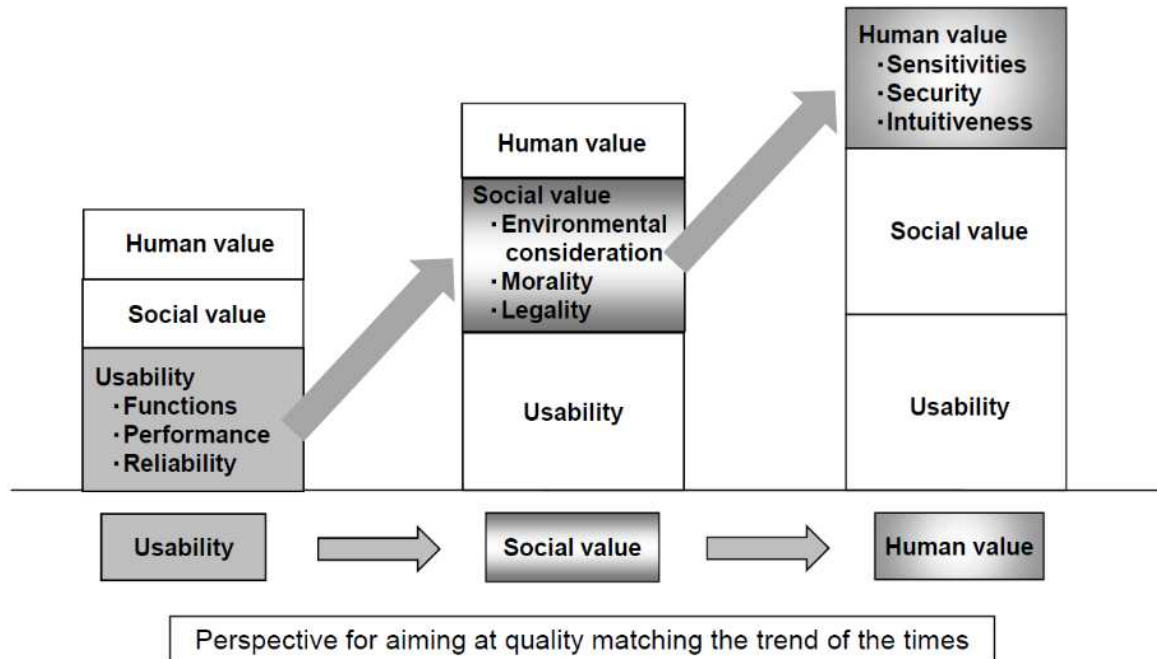 Human value
Social value
Usability
・Functions
・Performance
・Reliability
Human value
Social value
・Environmental
consideration
・Morality
・Legality
Usability
Human value
・Sensitivities
・Security
・Intuitiveness
Social value
Usability
Usability
Social value
Human value
Perspective for aiming at quality matching the trend of the times